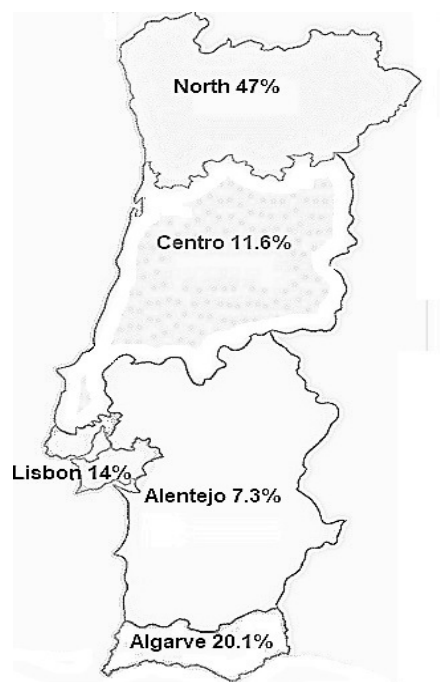 North 47%
Centro 11.6%
Lisbon 14%
Alentejo 7.3%
Algarve 20.1%